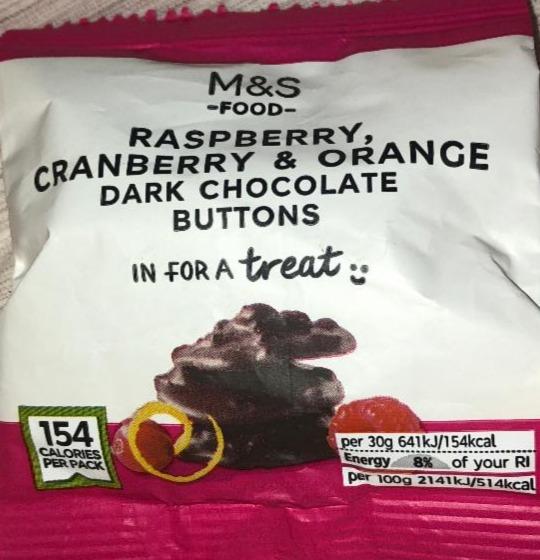 M&S
-FOOD-
RASPBERRY,
CRANBERRY & ORANGE
DARK CHOCOLATE
BUTTONS
IN FOR A treat
154
CALORIES
PER PACK
per 30g 641kJ/154kcal
Energy 8% of your RI
per 100g 2141kJ/514kcal